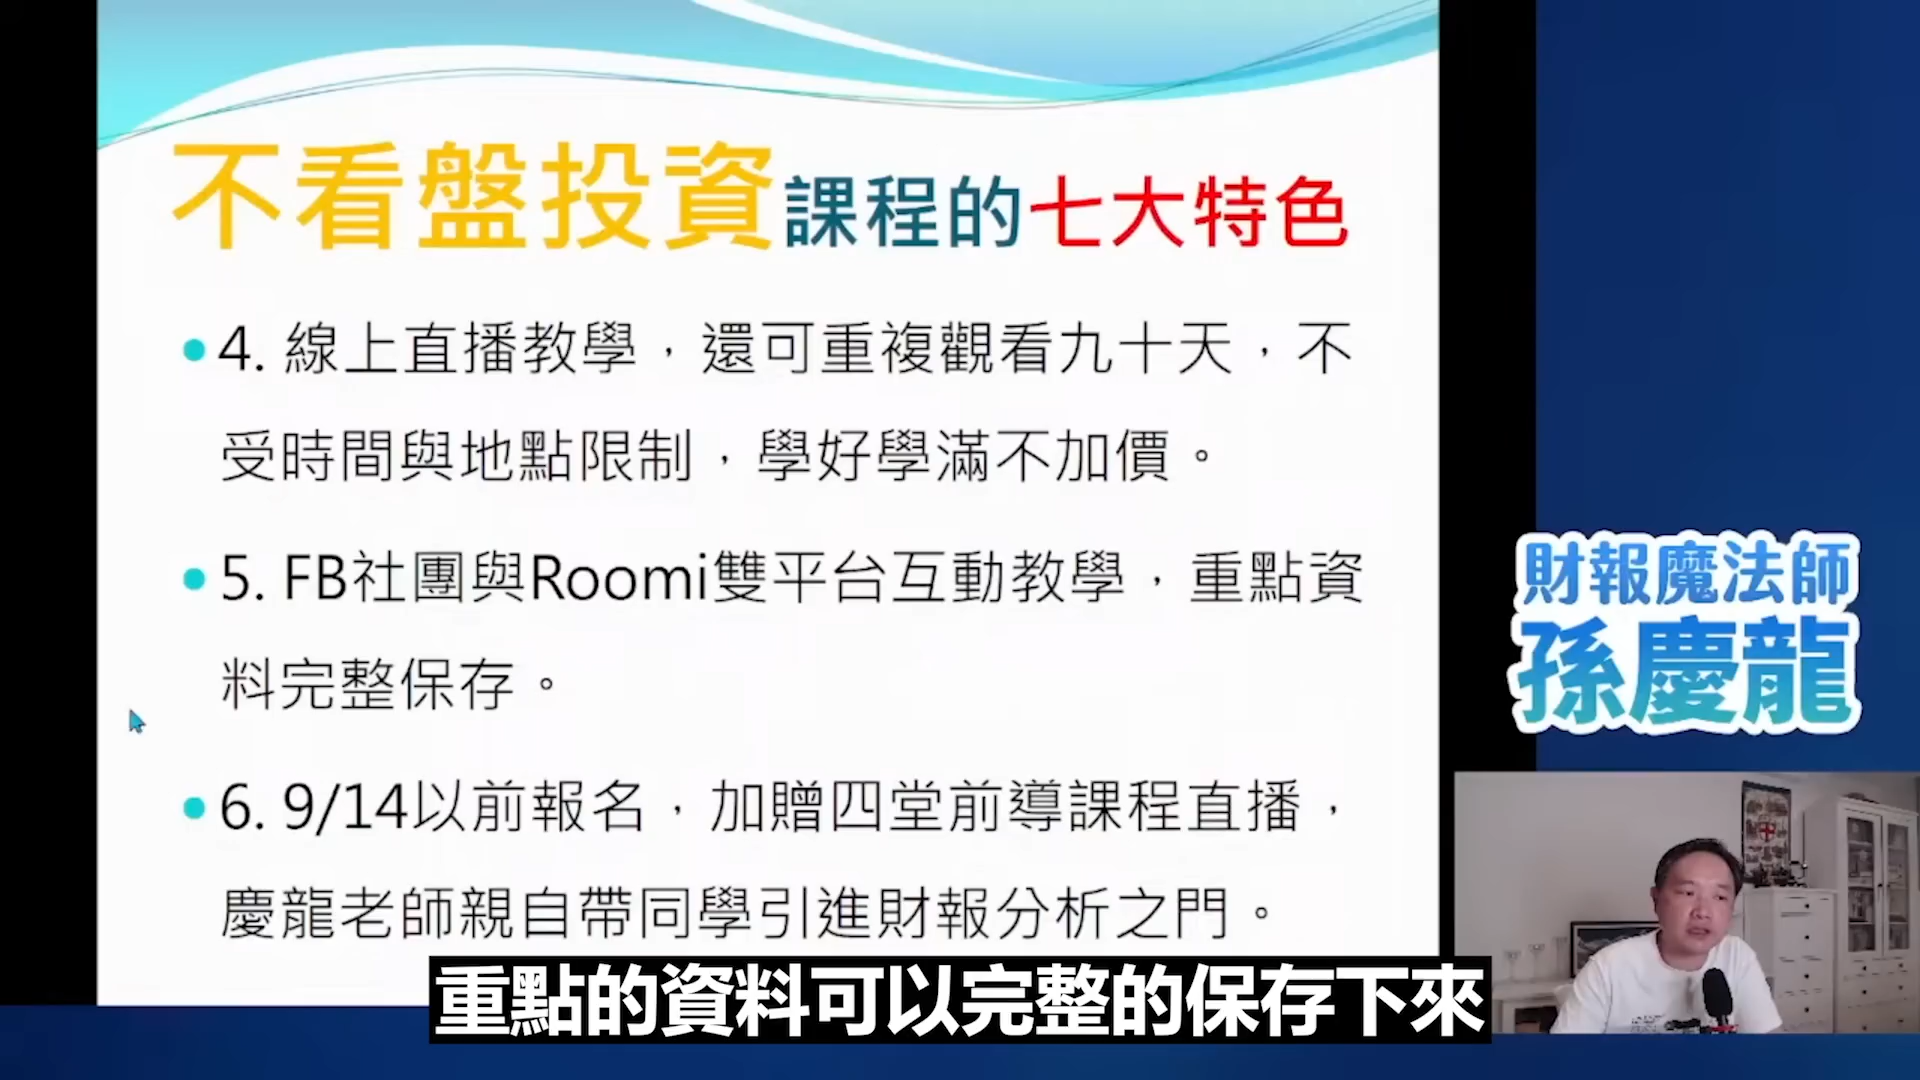 不看盤投資課程的七大特色
4. 線上直播教學，還可重複觀看九十天，不
受時間與地點限制，學好學滿不加價。
5. FB社團與Roomi雙平台互動教學，重點資
料完整保存。
6. 9/14以前報名，加贈四堂前導課程直播，
慶龍老師親自帶同學引進財報分析之門。
財報魔法師
孫慶龍
重點的資料可以完整的保存下來